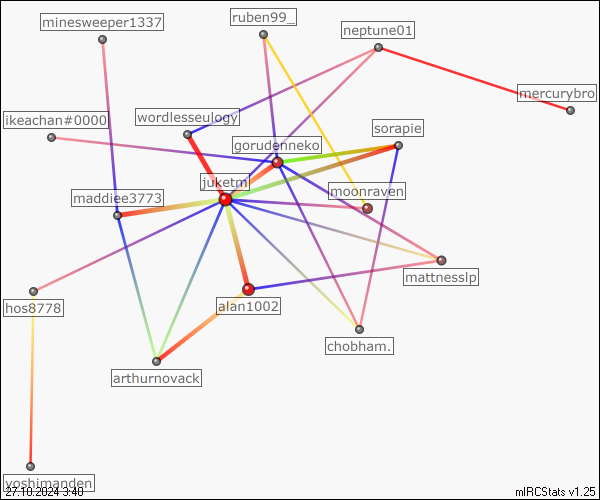 minesweeper1337
ruben99_
neptune01
mercurybro
ikeachan#0000
wordlesseulogy
sorapie
gorudenneko
juketm
moonraven
maddiee3773
mattnesslp
hos8778
alan1002
chobham.
arthurnovack
yoshimanden
27.10.2024 3:40
mIRCStats v1.25